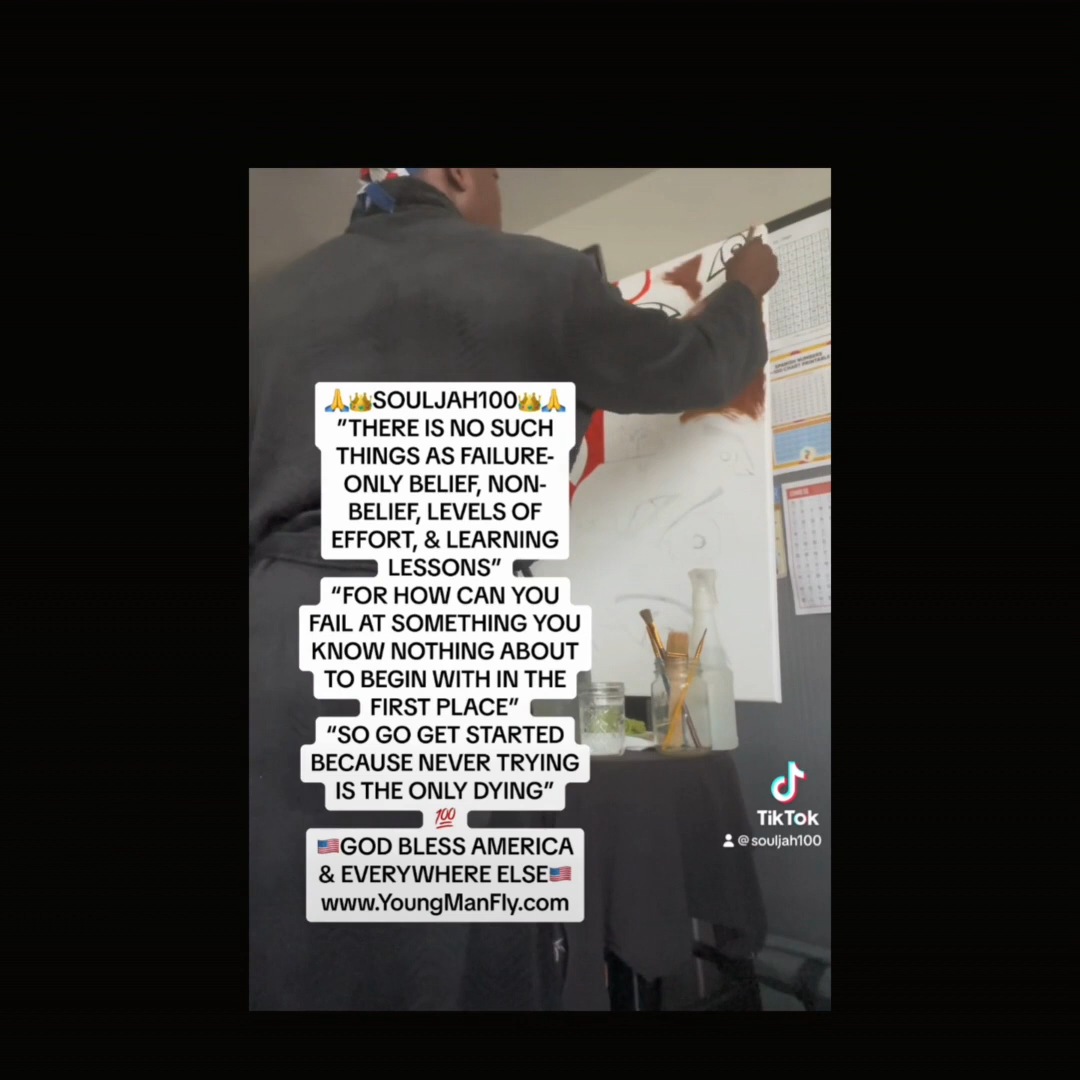 🙏👑SOULJAH100👑🙏
”THERE IS NO SUCH
THINGS AS FAILURE-
ONLY BELIEF, NON-
BELIEF, LEVELS OF
EFFORT, & LEARNING
LESSONS”
“FOR HOW CAN YOU
FAIL AT SOMETHING YOU
KNOW NOTHING ABOUT
TO BEGIN WITH IN THE
FIRST PLACE”
“SO GO GET STARTED
BECAUSE NEVER TRYING
IS THE ONLY DYING”
💯
🇺🇸GOD BLESS AMERICA
& EVERYWHERE ELSE🇺🇸
www.YoungManFly.com
TikTok
@souljah100